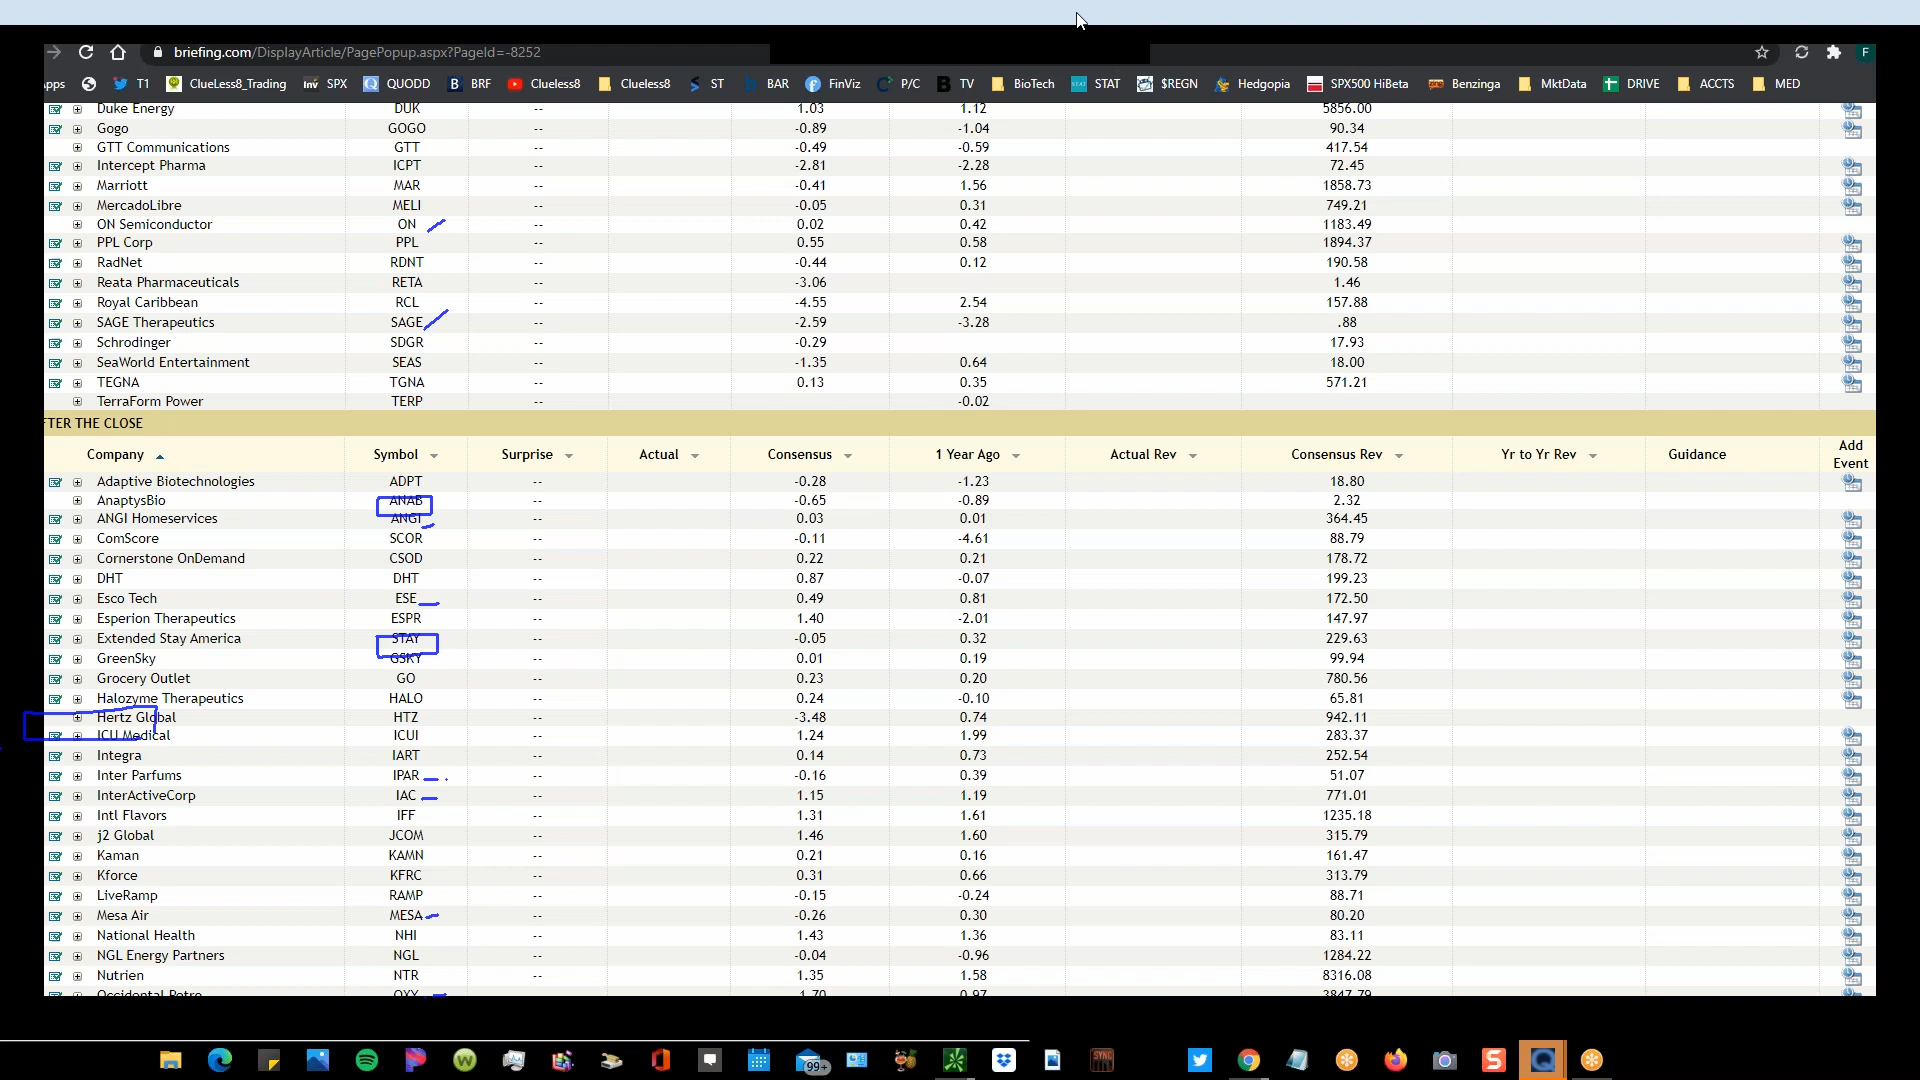 briefing.com/DisplayArticle/PagePopup.aspx?PageId=-8252 F
pps T1 ClueLess8_Trading inv SPX QUODD B BRF Clueless8 Clueless8 ST BAR FinViz P/C TV BioTech STAT $REGN Hedgopia SPX500 HiBeta Benzinga MktData DRIVE ACCTS MED
Duke Energy DUK -- 1.03 1.12 5856.00
Gogo GOGO -- -0.89 -1.04 90.34
GTT Communications GTT -- -0.49 -0.59 417.54
Intercept Pharma ICPT -- -2.81 -2.28 72.45
Marriott MAR -- -0.41 1.56 1858.73
MercadoLibre MELI -- -0.05 0.31 749.21
ON Semiconductor ON -- 0.02 0.42 1183.49
PPL Corp PPL -- 0.55 0.58 1894.37
RadNet RDNT -- -0.44 0.12 190.58
Reata Pharmaceuticals RETA -- -3.06 1.46
Royal Caribbean RCL -- -4.55 2.54 157.88
SAGE Therapeutics SAGE -- -2.59 -3.28 .88
Schrodinger SDGR -- -0.29 17.93
SeaWorld Entertainment SEAS -- -1.35 0.64 18.00
TEGNA TGNA -- 0.13 0.35 571.21
TerraForm Power TERP -- -0.02
FTER THE CLOSE
Company Symbol Surprise Actual Consensus 1 Year Ago Actual Rev Consensus Rev Yr to Yr Rev Guidance Add Event
Adaptive Biotechnologies ADPT -- -0.28 -1.23 18.80
AnaptysBio ANAB -- -0.65 -0.89 2.32
ANGI Homeservices ANGI -- 0.03 0.01 364.45
ComScore SCOR -- -0.11 -4.61 88.79
Cornerstone OnDemand CSOD -- 0.22 0.21 178.72
DHT DHT -- 0.87 -0.07 199.23
Esco Tech ESE -- 0.49 0.81 172.50
Esperion Therapeutics ESPR -- 1.40 -2.01 147.97
Extended Stay America STAY -- -0.05 0.32 229.63
GreenSky GSKY -- 0.01 0.19 99.94
Grocery Outlet GO -- 0.23 0.20 780.56
Halozyme Therapeutics HALO -- 0.24 -0.10 65.81
Hertz Global HTZ -- -3.48 0.74 942.11
ICU Medical ICUI -- 1.24 1.99 283.37
Integra IART -- 0.14 0.73 252.54
Inter Parfums IPAR -- -0.16 0.39 51.07
InterActiveCorp IAC -- 1.15 1.19 771.01
Intl Flavors IFF -- 1.31 1.61 1235.18
j2 Global JCOM -- 1.46 1.60 315.79
Kaman KAMN -- 0.21 0.16 161.47
Kforce KFRC -- 0.31 0.66 313.79
LiveRamp RAMP -- -0.15 -0.24 88.71
Mesa Air MESA -- -0.26 0.30 80.20
National Health NHI -- 1.43 1.36 83.11
NGL Energy Partners NGL -- -0.04 -0.96 1284.22
Nutrien NTR -- 1.35 1.58 8316.08
Occidental Petro OXY -1.70 0.97 3847.79
99+ SYNC